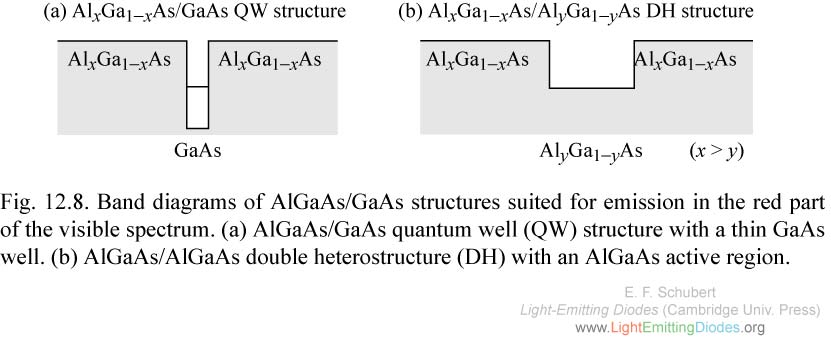 (a) AlxGa1–xAs/GaAs QW structure
(b) AlxGa1–xAs/AlyGa1–yAs DH structure
AlxGa1–xAs
AlxGa1–xAs
AlxGa1–xAs
AlxGa1–xAs
GaAs
AlyGa1–yAs
(x > y)
Fig. 12.8. Band diagrams of AlGaAs/GaAs structures suited for emission in the red part
of the visible spectrum. (a) AlGaAs/GaAs quantum well (QW) structure with a thin GaAs
well. (b) AlGaAs/AlGaAs double heterostructure (DH) with an AlGaAs active region.
E. F. Schubert
Light-Emitting Diodes (Cambridge Univ. Press)
www.LightEmittingDiodes.org